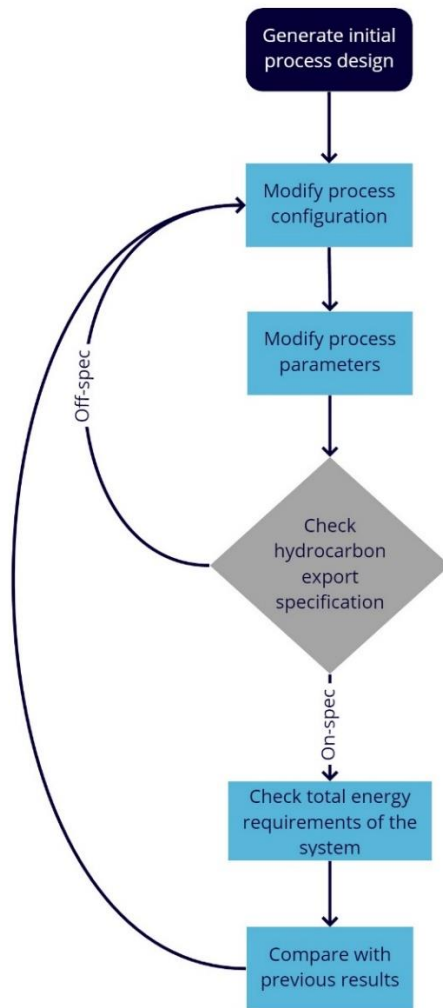 Generate initial
process design
Modify process
configuration
Modify process
parameters
Off-spec
Check
hydrocarbon
export
specification
On-spec
Check total energy
requirements of the
system
Compare with
previous results